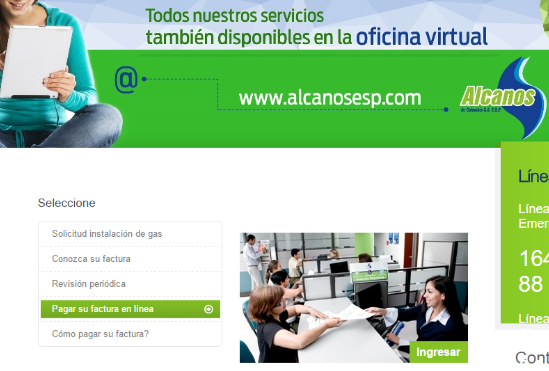 Todos nuestros servicios
también disponibles en la oficina virtual
@
www.alcanosesp.com
Alcanos
de Colombia S.A. E.S.P.
Seleccione
Solicitud instalación de gas
Conozca su factura
Revisión periódica
Pagar su factura en línea
Cómo pagar su factura?
Ingresar
Líne
Línea
Emer
164
88
Línea
Cont